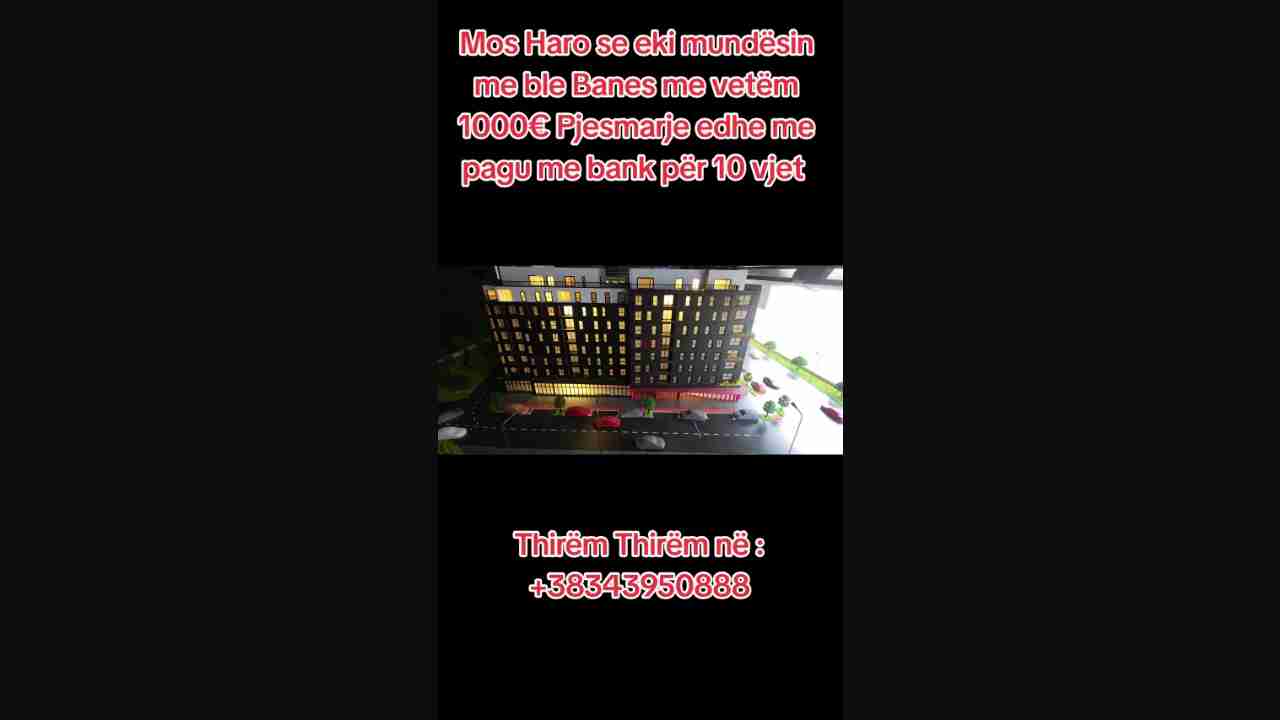 Mos Haro se eki mundësin
me ble Banes me vetëm
1000€ Pjesmarje edhe me
pagu me bank për 10 vjet
Thirëm Thirëm në :
+38343950888